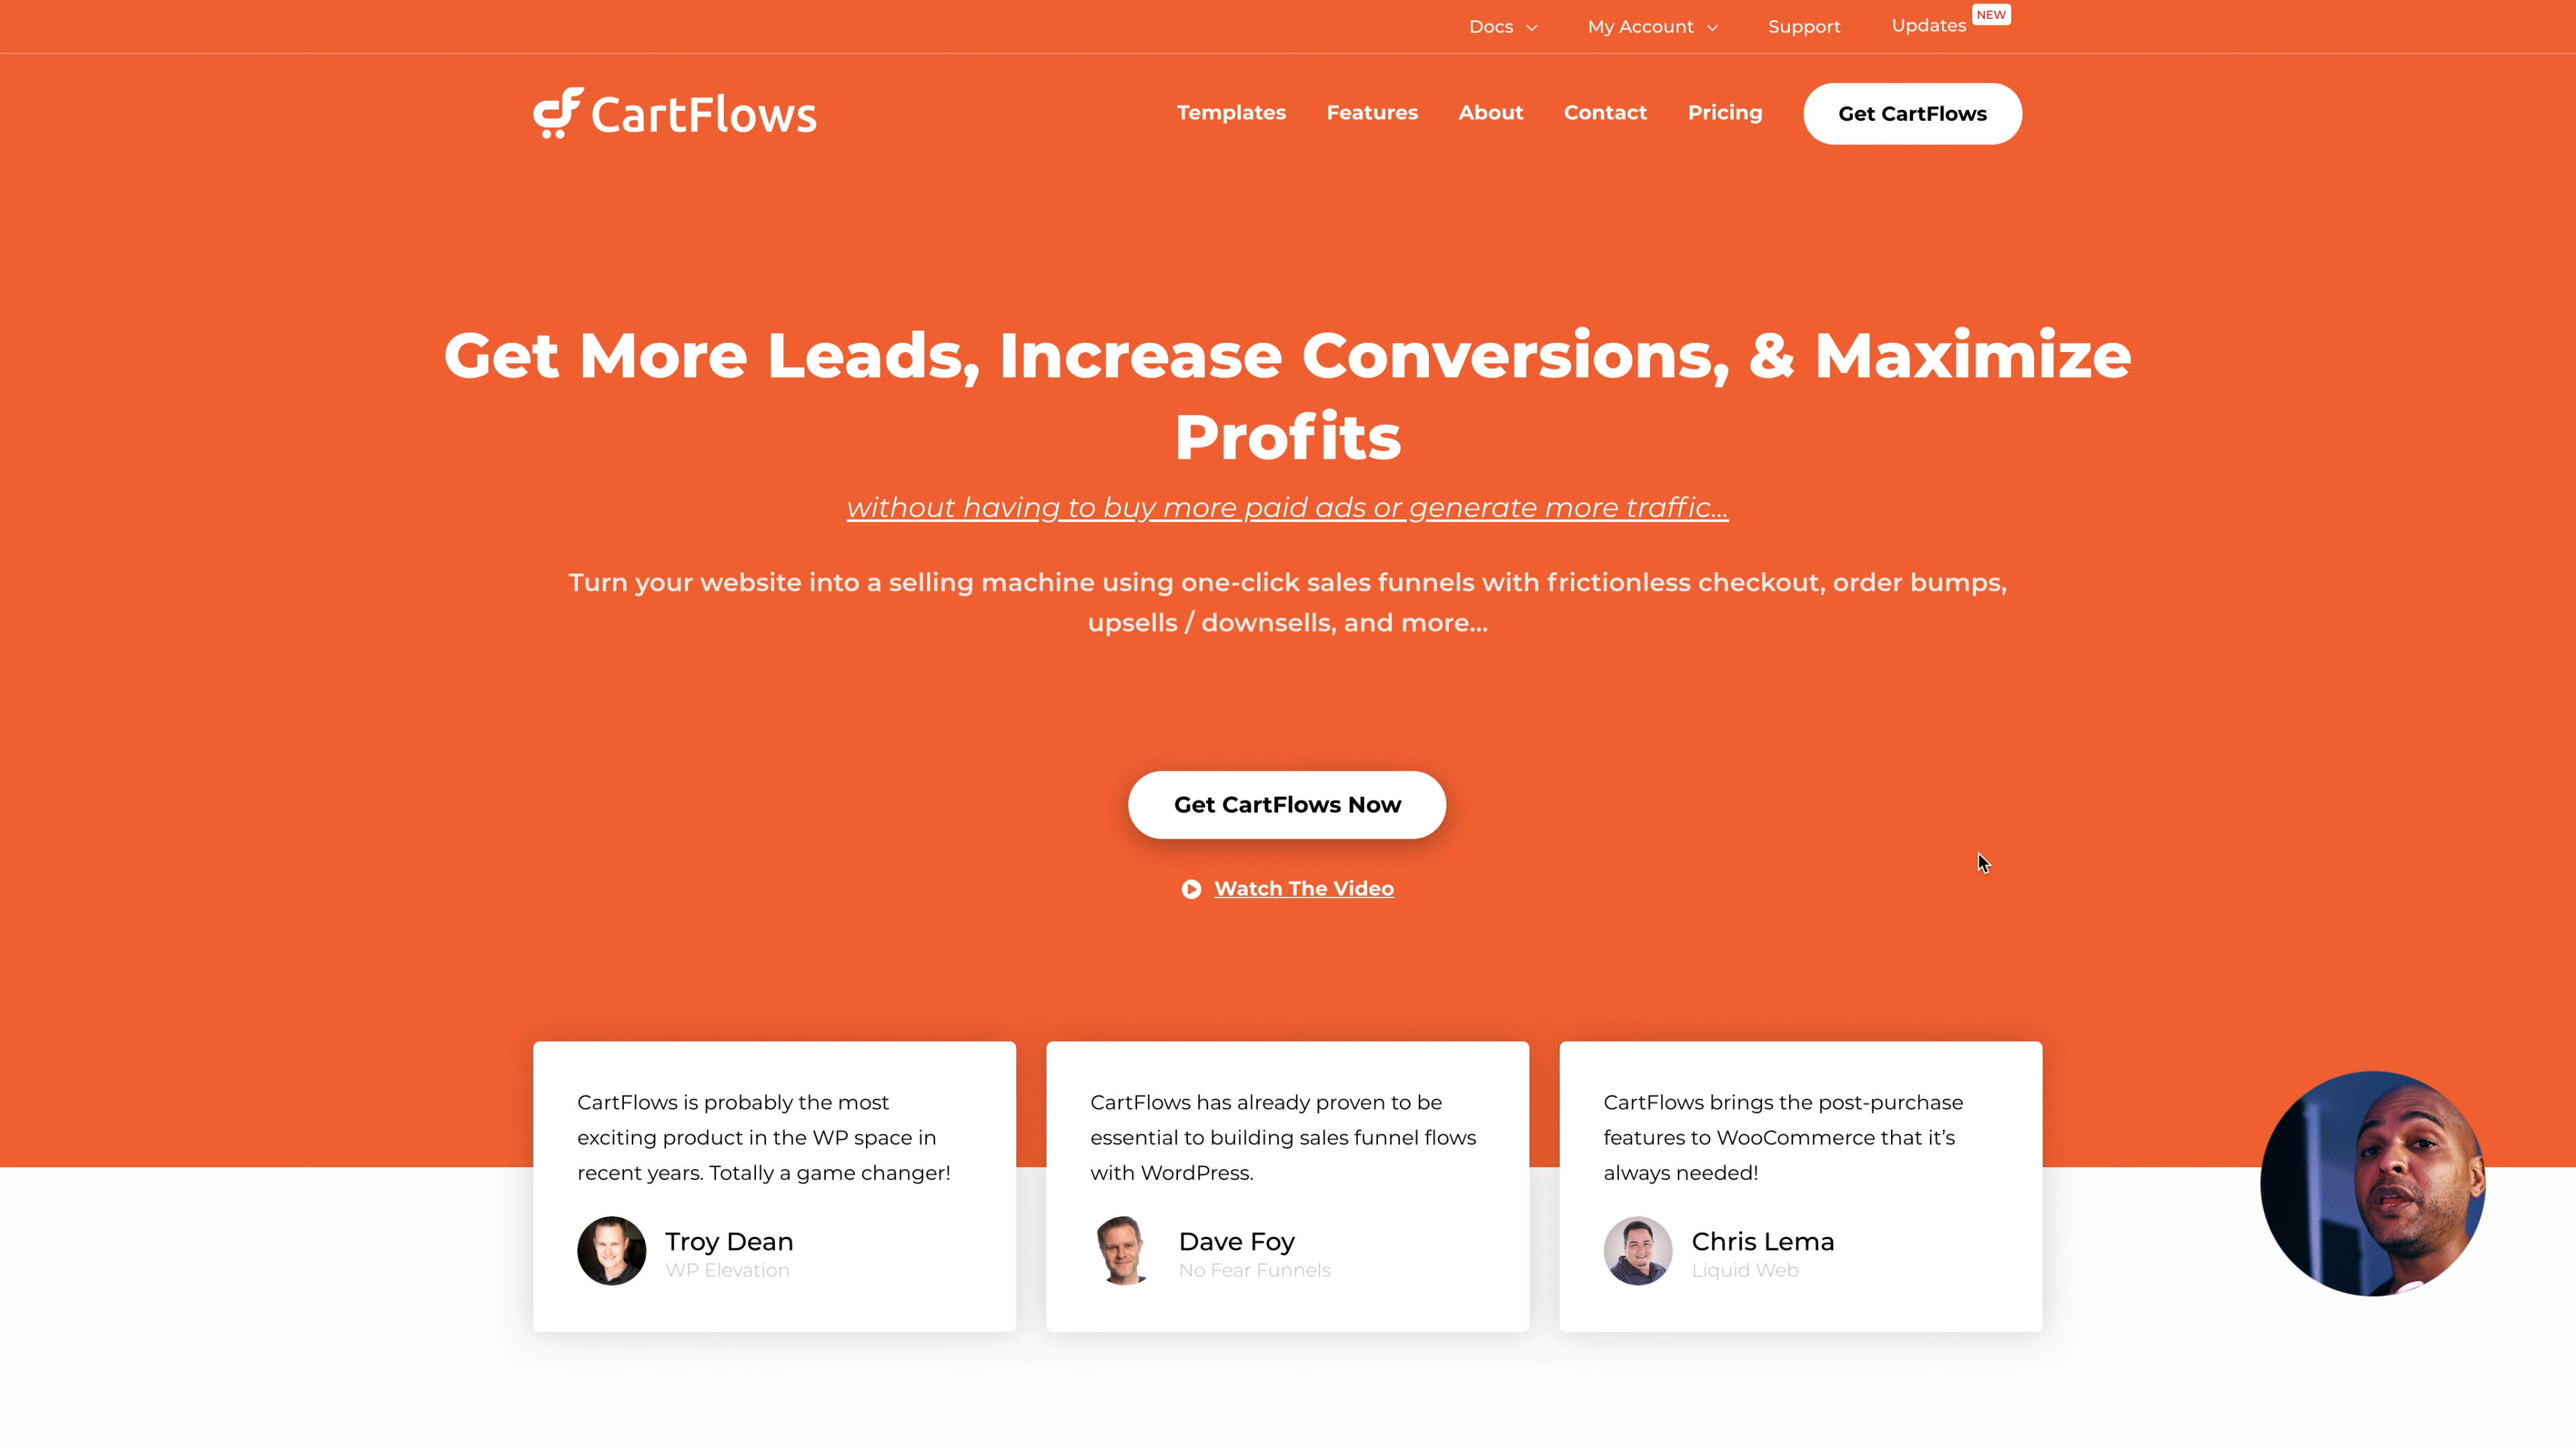 Docs My Account Support Updates NEW
CartFlows Templates Features About Contact Pricing Get CartFlows
Get More Leads, Increase Conversions, & Maximize
Profits
without having to buy more paid ads or generate more traffic...
Turn your website into a selling machine using one-click sales funnels with frictionless checkout, order bumps,
upsells / downsells, and more...
Get CartFlows Now
Watch The Video
CartFlows is probably the most
exciting product in the WP space in
recent years. Totally a game changer!
Troy Dean
WP Elevation
CartFlows has already proven to be
essential to building sales funnel flows
with WordPress.
Dave Foy
No Fear Funnels
CartFlows brings the post-purchase
features to WooCommerce that it’s
always needed!
Chris Lema
Liquid Web